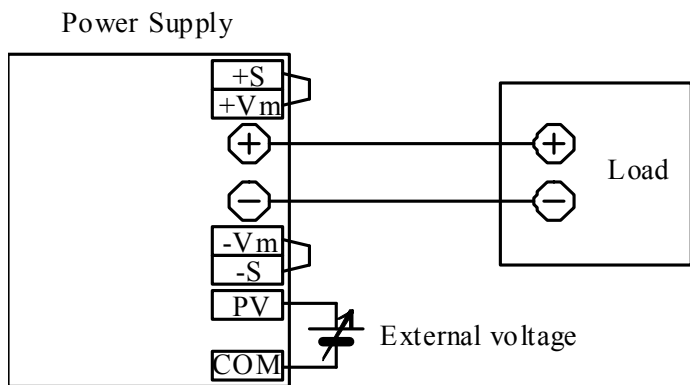 Power Supply
+S
+Vm
+ +
Load
- -
-Vm
-S
PV
External voltage
COM